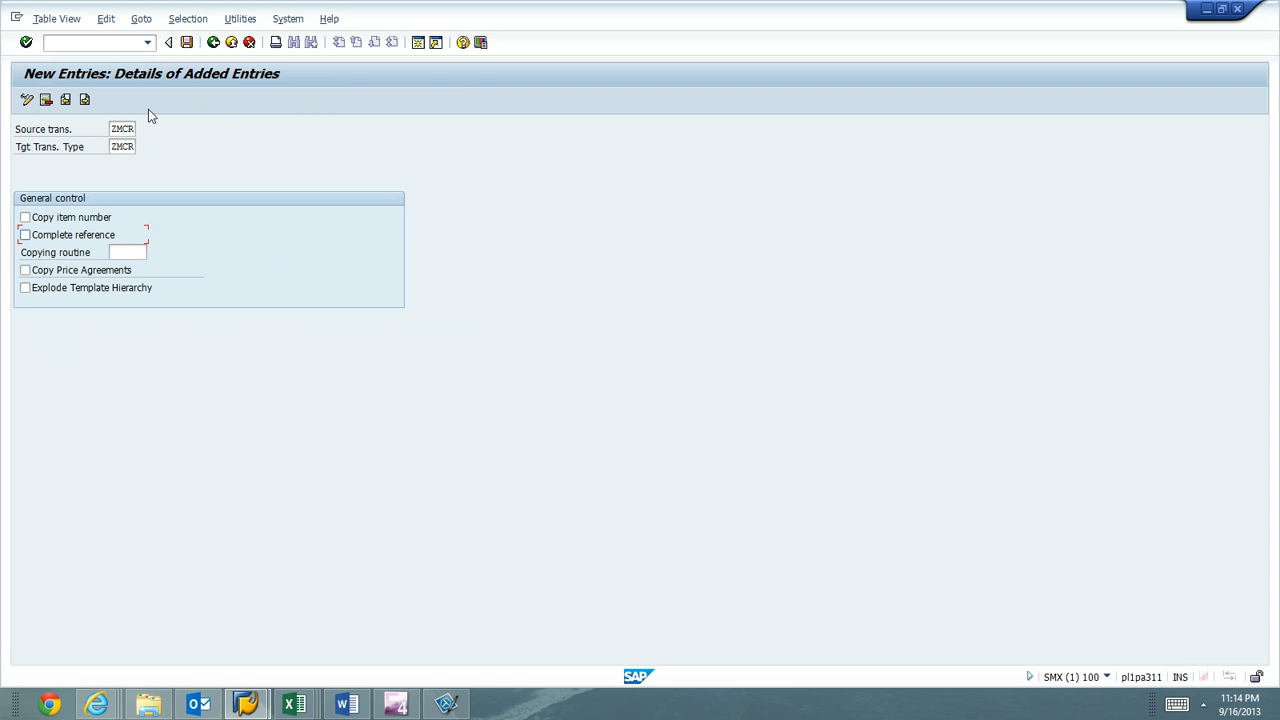 Table View Edit Goto Selection Utilities System Help
New Entries: Details of Added Entries
Source trans. ZMCR
Tgt Trans. Type ZMCR
General control
Copy item number
Complete reference
Copying routine
Copy Price Agreements
Explode Template Hierarchy
SAP
SMX (1) 100 pl1pa311 INS
11:14 PM
9/16/2013